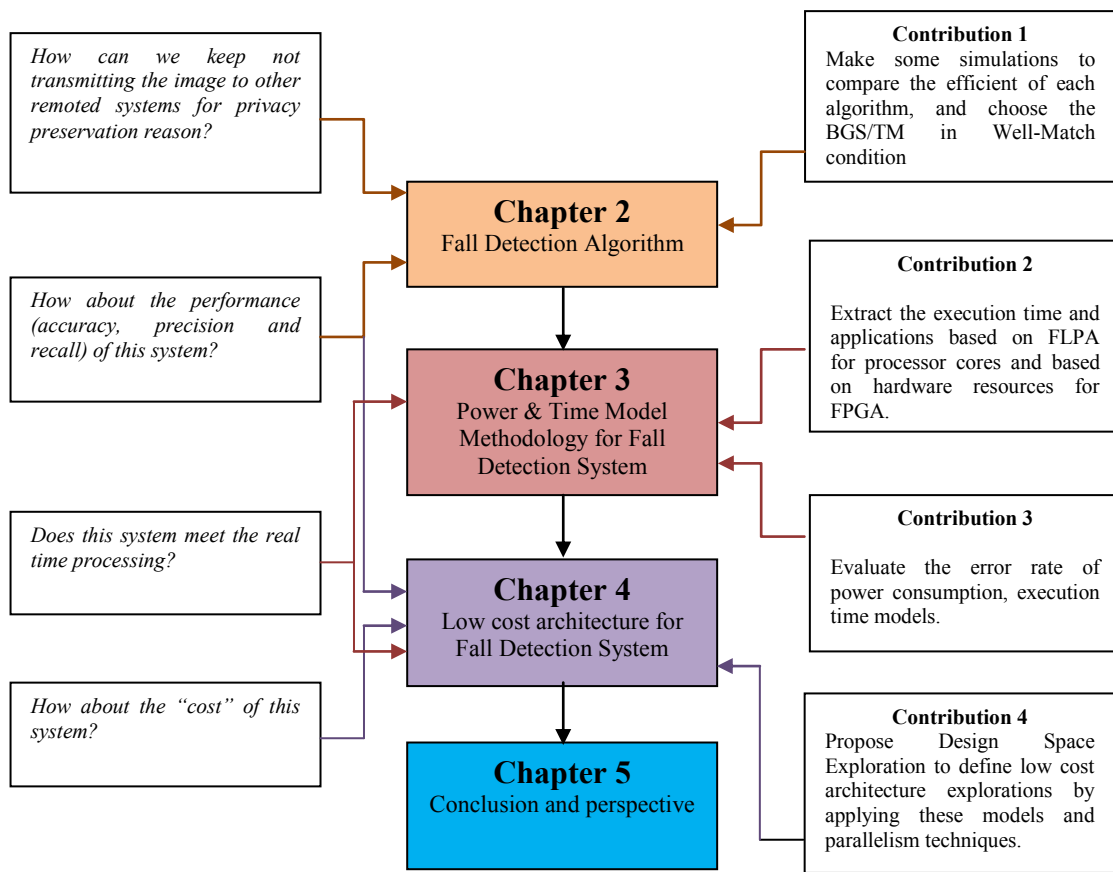 How can we keep not
transmitting the image to other
remoted systems for privacy
preservation reason?
How about the performance
(accuracy, precision and
recall) of this system?
Does this system meet the real
time processing?
How about the "cost" of this
system?
Chapter 2
Fall Detection Algorithm
Chapter 3
Power & Time Model
Methodology for Fall
Detection System
Chapter 4
Low cost architecture for
Fall Detection System
Chapter 5
Conclusion and perspective
Contribution 1
Make some simulations to
compare the efficient of each
algorithm, and choose the
BGS/TM in Well-Match
condition
Contribution 2
Extract the execution time and
applications based on FLPA
for processor cores and based
on hardware resources for
FPGA.
Contribution 3
Evaluate the error rate of
power consumption, execution
time models.
Contribution 4
Propose Design Space
Exploration to define low cost
architecture explorations by
applying these models and
parallelism techniques.